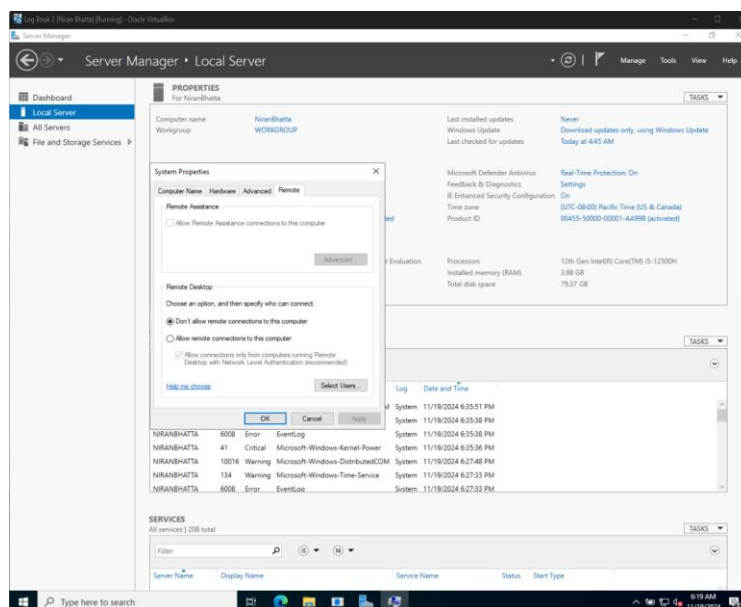 Log Book 2 (Niran Bhatta) [Running] - Oracle VirtualBox
Server Manager
Server Manager • Local Server
Manage Tools View Help
Dashboard
Local Server
All Servers
File and Storage Services
PROPERTIES
For NiranBhatta
TASKS
Computer name NiranBhatta
Workgroup WORKGROUP
Last installed updates Never
Windows Update Download updates only, using Windows Update
Last checked for updates Today at 4:45 AM
Microsoft Defender Antivirus Real-Time Protection: On
Feedback & Diagnostics Settings
IE Enhanced Security Configuration On
Time zone (UTC-08:00) Pacific Time (US & Canada)
Product ID 00455-50000-00001-AA998 (activated)
r Evaluation
Processors 12th Gen Intel(R) Core(TM) i5-12500H
Installed memory (RAM) 3.98 GB
Total disk space 79.37 GB
System Properties
Computer Name Hardware Advanced Remote
Remote Assistance
Allow Remote Assistance connections to this computer
Advanced...
Remote Desktop
Choose an option, and then specify who can connect.
Don't allow remote connections to this computer
Allow remote connections to this computer
Allow connections only from computers running Remote
Desktop with Network Level Authentication (recommended)
Help me choose
Select Users...
OK Cancel Apply
TASKS
Log Date and Time
M System 11/19/2024 6:35:51 PM
System 11/19/2024 6:35:38 PM
NIRANBHATTA 6008 Error EventLog System 11/19/2024 6:35:38 PM
NIRANBHATTA 41 Critical Microsoft-Windows-Kernel-Power System 11/19/2024 6:35:36 PM
NIRANBHATTA 10016 Warning Microsoft-Windows-DistributedCOM System 11/19/2024 6:27:48 PM
NIRANBHATTA 134 Warning Microsoft-Windows-Time-Service System 11/19/2024 6:27:33 PM
NIRANBHATTA 6008 Error EventLog System 11/19/2024 6:27:33 PM
SERVICES
All services | 208 total
TASKS
Filter
Server Name Display Name Service Name Status Start Type
Type here to search
6:19 AM
11/19/2024